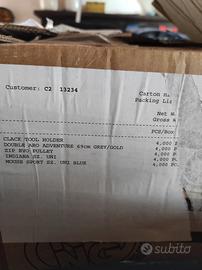 Customer: C2 13234
Carton N.
Packing Lis
Net W
Gross W
PCS/Box
CLACK TOOL HOLDER 4,000
DOUBLE ARO ADVENTURE 69cm GREY/GOLD 4,000 P
ZIP EVO PULLEY 4,000 P
INDIANA SZ. UNI 4,000 PC
MOUSE SPORT SZ. UNI BLUE 4,000 PC
subito